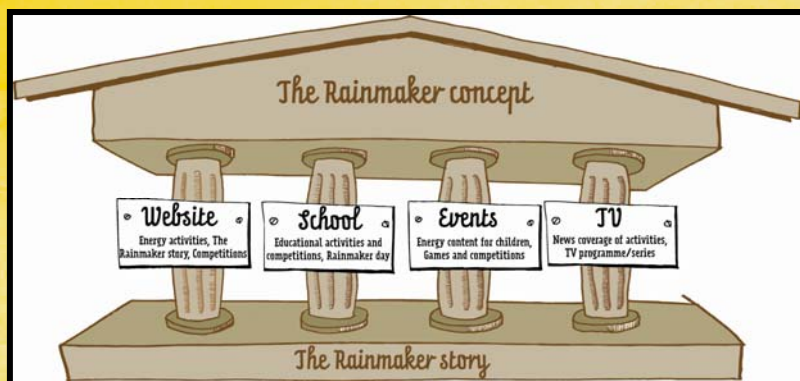 The Rainmaker concept
Website
Energy activities, The
Rainmaker story, Competitions
School
Educational activities and
competitions, Rainmaker day
Events
Energy content for children,
Games and competitions
TV
News coverage of activities,
TV programme/series
The Rainmaker story